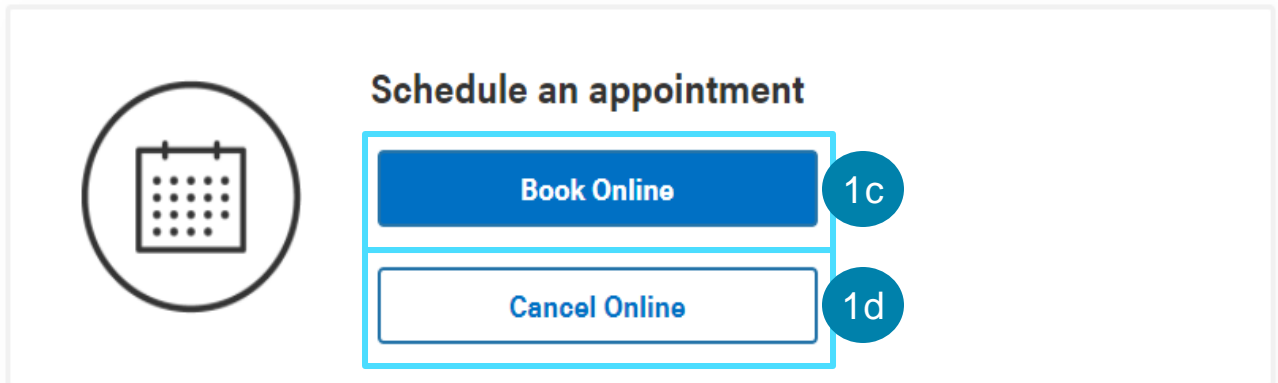 Schedule an appointment
Book Online
1c
Cancel Online
1d